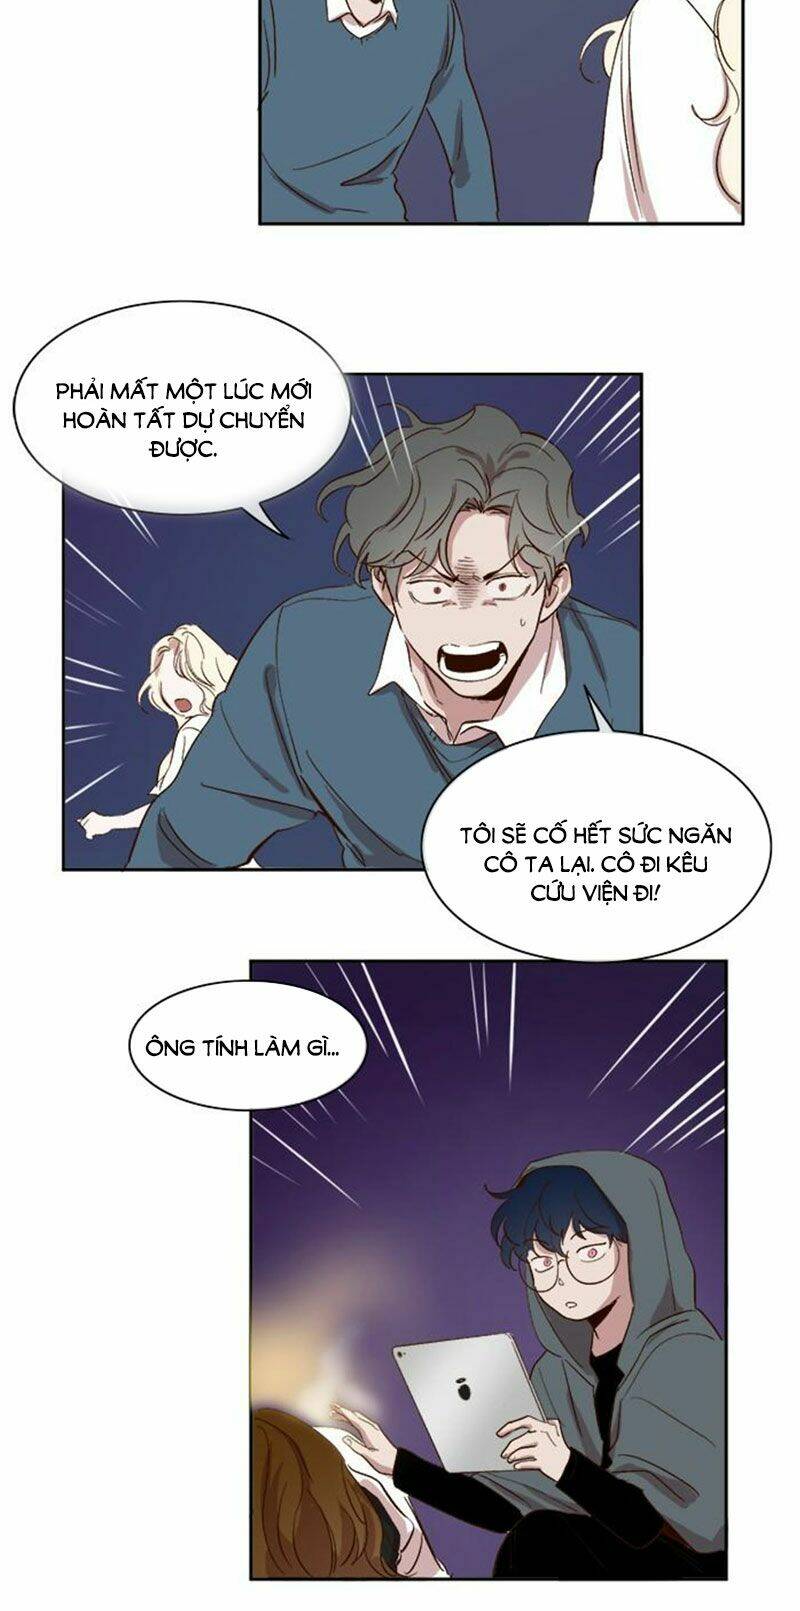 PHẢI MẤT MỘT LÚC MỚI
HOÀN TẤT DỰ CHUYỂN
ĐƯỢC.
TÔI SẼ CỐ HẾT SỨC NGĂN
CÔ TA LẠI. CÔ ĐI KÊU
CỨU VIỆN ĐI!
ÔNG TÍNH LÀM GÌ...